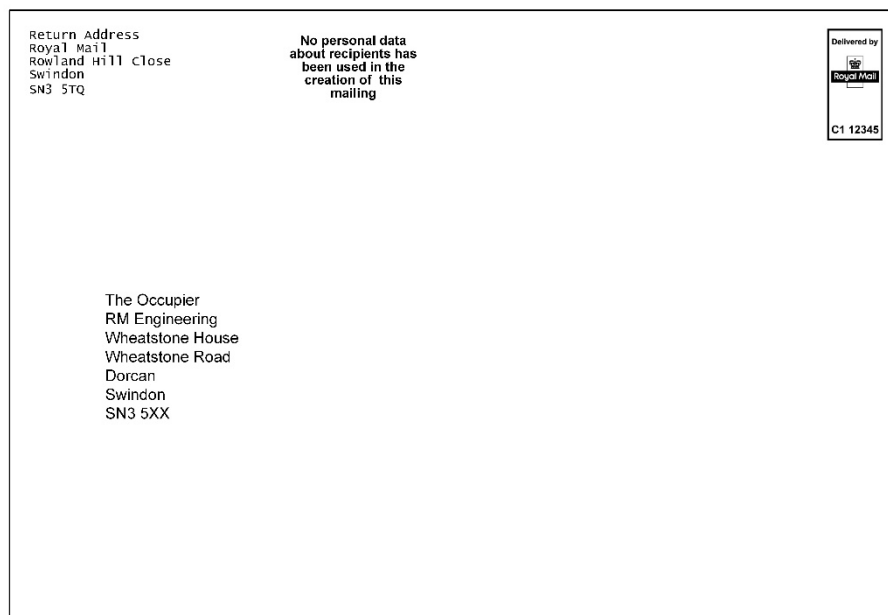 Return Address
Royal Mail
Rowland Hill Close
Swindon
SN3 5TQ
No personal data
about recipients has
been used in the
creation of this
mailing
Delivered by
Royal Mail
C1 12345
The Occupier
RM Engineering
Wheatstone House
Wheatstone Road
Dorcan
Swindon
SN3 5XX